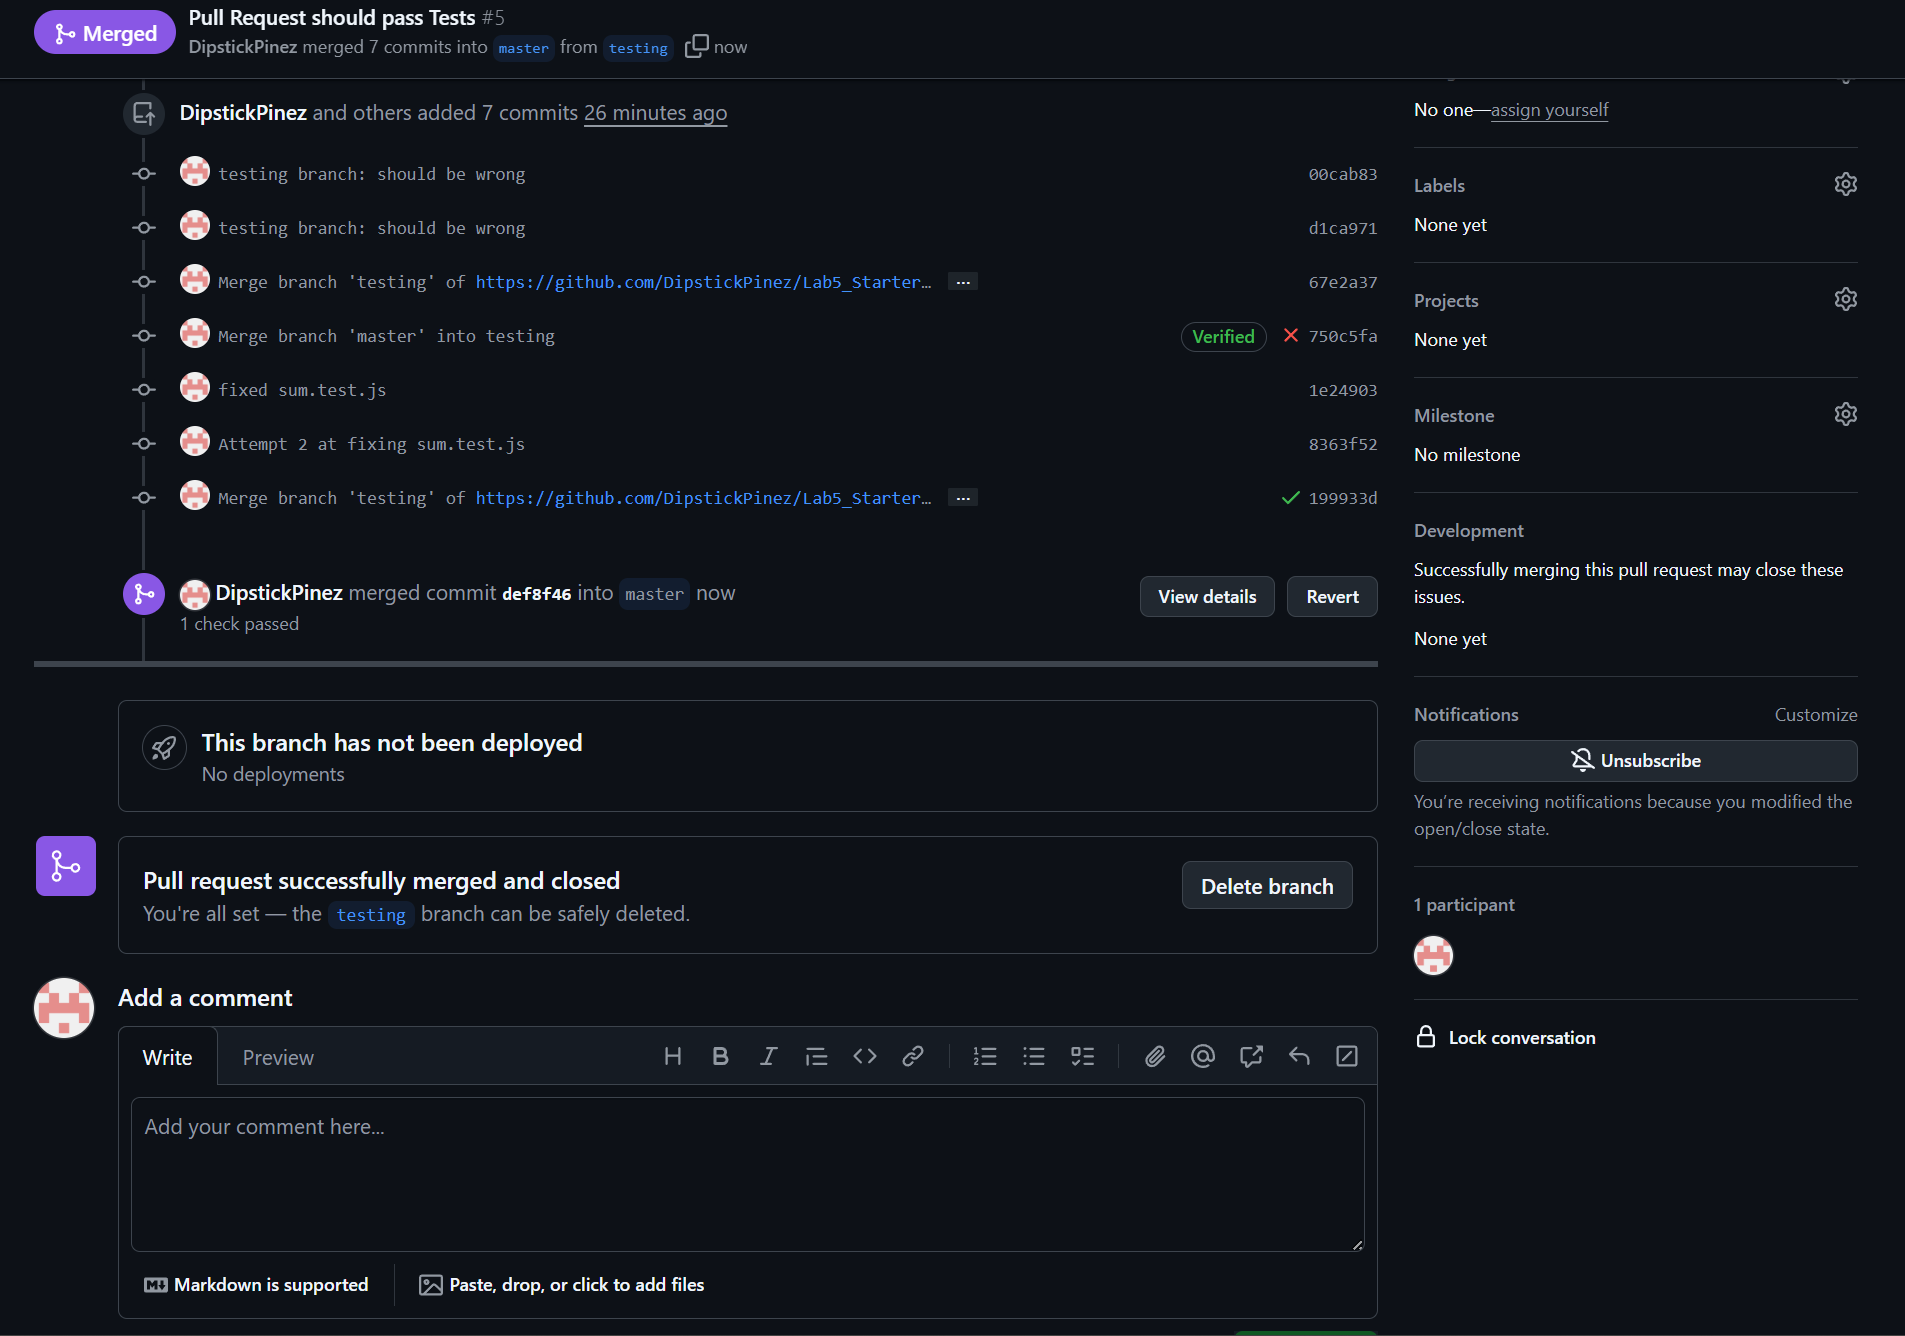 Merged
Pull Request should pass Tests #5
DipstickPinez merged 7 commits into master from testing now
DipstickPinez and others added 7 commits 26 minutes ago
testing branch: should be wrong 00cab83
testing branch: should be wrong d1ca971
Merge branch 'testing' of https://github.com/DipstickPinez/Lab5_Starter… ... 67e2a37
Merge branch 'master' into testing Verified 750c5fa
fixed sum.test.js 1e24903
Attempt 2 at fixing sum.test.js 8363f52
Merge branch 'testing' of https://github.com/DipstickPinez/Lab5_Starter… ... 199933d
DipstickPinez merged commit def8f46 into master now
1 check passed
View details
Revert
This branch has not been deployed
No deployments
Pull request successfully merged and closed
You're all set — the testing branch can be safely deleted.
Delete branch
Add a comment
Write
Preview
Add your comment here...
Markdown is supported
Paste, drop, or click to add files
No one—assign yourself
Labels
None yet
Projects
None yet
Milestone
No milestone
Development
Successfully merging this pull request may close these
issues.
None yet
Notifications
Customize
Unsubscribe
You’re receiving notifications because you modified the
open/close state.
1 participant
Lock conversation